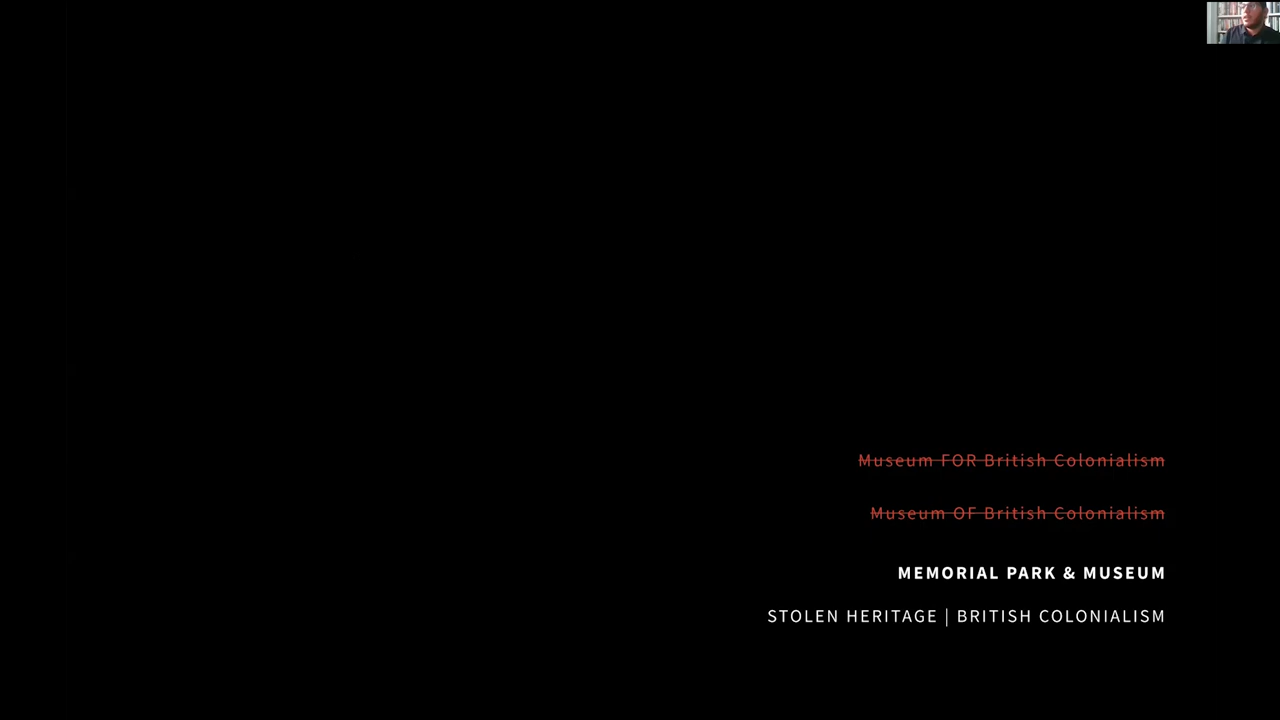 Museum FOR British Colonialism
Museum OF British Colonialism
MEMORIAL PARK & MUSEUM
STOLEN HERITAGE | BRITISH COLONIALISM